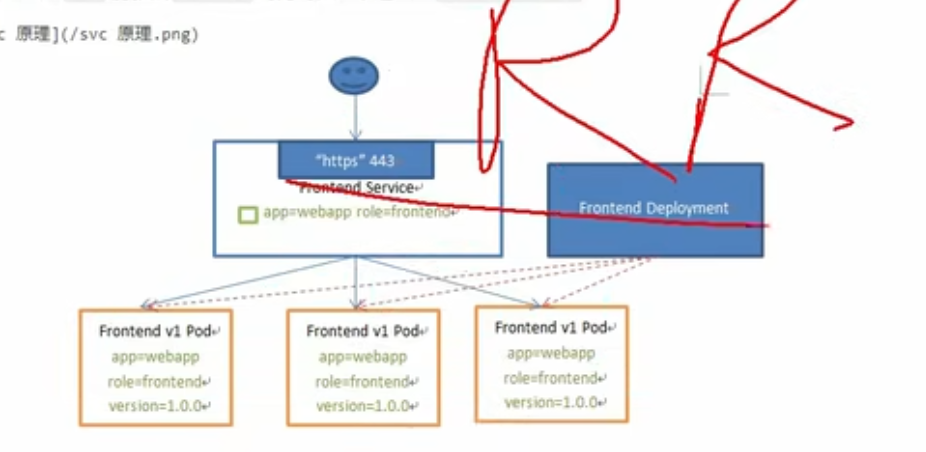 原理](/svc 原理.png)
“https” 443
Frontend Service
app=webapp role=frontend
Frontend Deployment
Frontend v1 Pod
app=webapp
role=frontend
version=1.0.0
Frontend v1 Pod
app=webapp
role=frontend
version=1.0.0
Frontend v1 Pod
app=webapp
role=frontend
version=1.0.0
RR